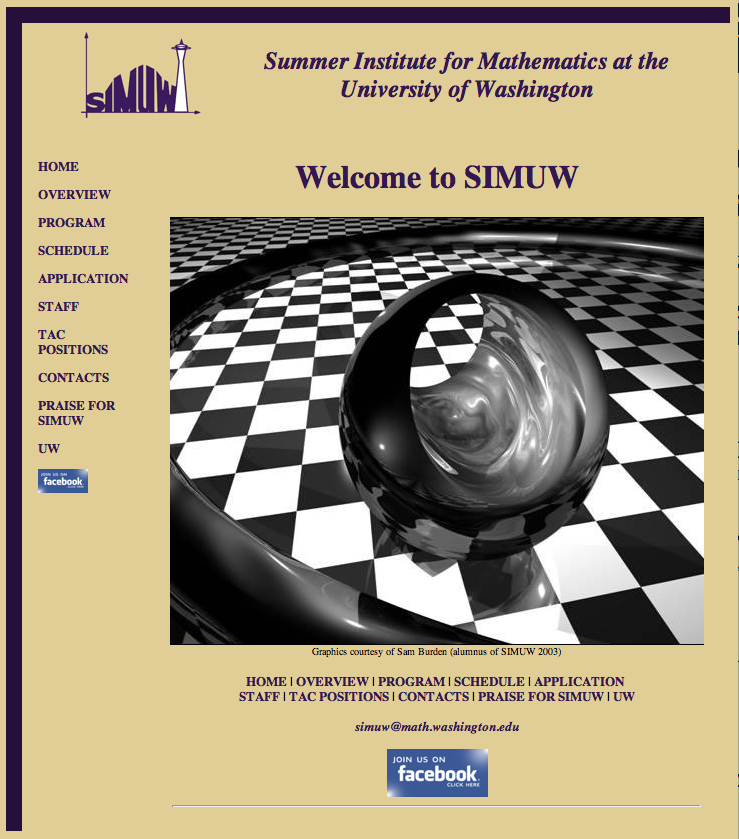 SIMUW
Summer Institute for Mathematics at the
University of Washington
HOME
OVERVIEW
PROGRAM
SCHEDULE
APPLICATION
STAFF
TAC
POSITIONS
CONTACTS
PRAISE FOR
SIMUW
UW
JOIN US ON
facebook
CLICK HERE
Welcome to SIMUW
Graphics courtesy of Sam Burden (alumnus of SIMUW 2003)
HOME | OVERVIEW | PROGRAM | SCHEDULE | APPLICATION
STAFF | TAC POSITIONS | CONTACTS | PRAISE FOR SIMUW | UW
simuw@math.washington.edu
JOIN US ON
facebook.
CLICK HERE